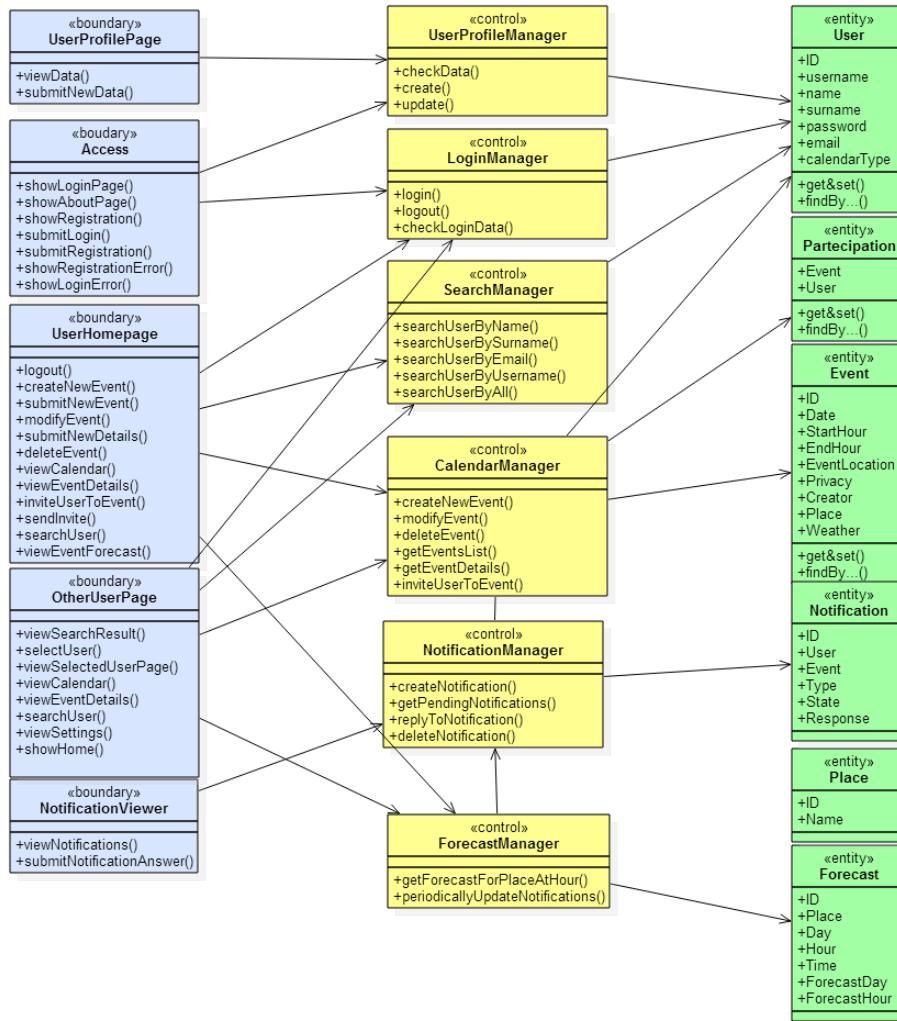 «boundary»
UserProfilePage
+viewData()
+submitNewData()
«boudary»
Access
+showLoginPage()
+showAboutPage()
+showRegistration()
+submitLogin()
+submitRegistration()
+showRegistrationError()
+showLoginError()
«boundary»
UserHomepage
+logout()
+createNewEvent()
+submitNewEvent()
+modifyEvent()
+submitNewDetails()
+deleteEvent()
+viewCalendar()
+viewEventDetails()
+inviteUserToEvent()
+sendInvite()
+searchUser()
+viewEventForecast()
«boundary»
OtherUserPage
+viewSearchResult()
+selectUser()
+viewSelectedUserPage()
+viewCalendar()
+viewEventDetails()
+searchUser()
+viewSettings()
+showHome()
«boundary»
NotificationViewer
+viewNotifications()
+submitNotificationAnswer()
«control»
UserProfileManager
+checkData()
+create()
+update()
«control»
LoginManager
+login()
+logout()
+checkLoginData()
«control»
SearchManager
+searchUserByName()
+searchUserBySurname()
+searchUserByEmail()
+searchUserByUsername()
+searchUserByAll()
«control»
CalendarManager
+createNewEvent()
+modifyEvent()
+deleteEvent()
+getEventsList()
+getEventDetails()
+inviteUserToEvent()
«control»
NotificationManager
+createNotification()
+getPendingNotifications()
+replyToNotification()
+deleteNotification()
«control»
ForecastManager
+getForecastForPlaceAtHour()
+periodicallyUpdateNotifications()
«entity»
User
+ID
+username
+name
+surname
+password
+email
+calendarType
+get&set()
+findBy...()
«entity»
Partecipation
+Event
+User
+get&set()
+findBy...()
«entity»
Event
+ID
+Date
+StartHour
+EndHour
+EventLocation
+Privacy
+Creator
+Place
+Weather
+get&set()
+findBy...()
«entity»
Notification
+ID
+User
+Event
+Type
+State
+Response
«entity»
Place
+ID
+Name
«entity»
Forecast
+ID
+Place
+Day
+Hour
+Time
+ForecastDay
+ForecastHour